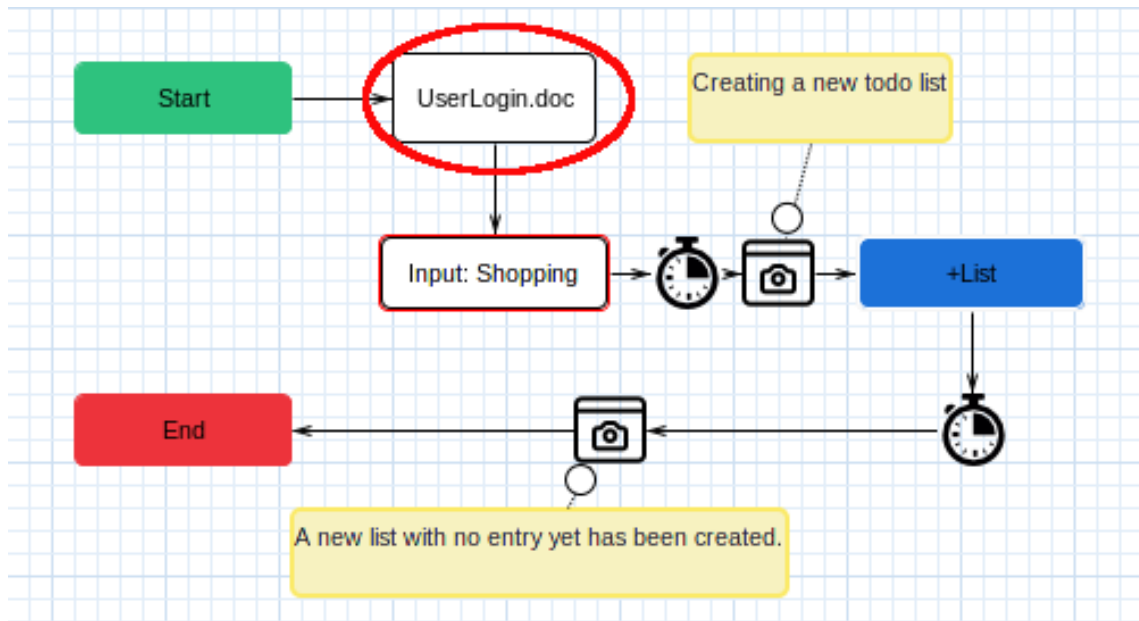 Start
UserLogin.doc
Creating a new todo list
Input: Shopping
+List
End
A new list with no entry yet has been created.